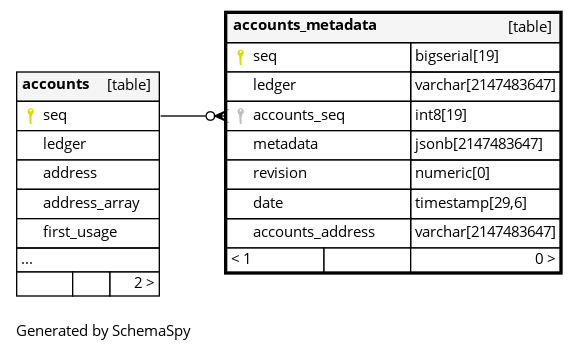 accounts [table]
seq
ledger
address
address_array
first_usage
...
2 >
accounts_metadata [table]
seq bigserial[19]
ledger varchar[2147483647]
accounts_seq int8[19]
metadata jsonb[2147483647]
revision numeric[0]
date timestamp[29,6]
accounts_address varchar[2147483647]
< 1 0 >
Generated by SchemaSpy